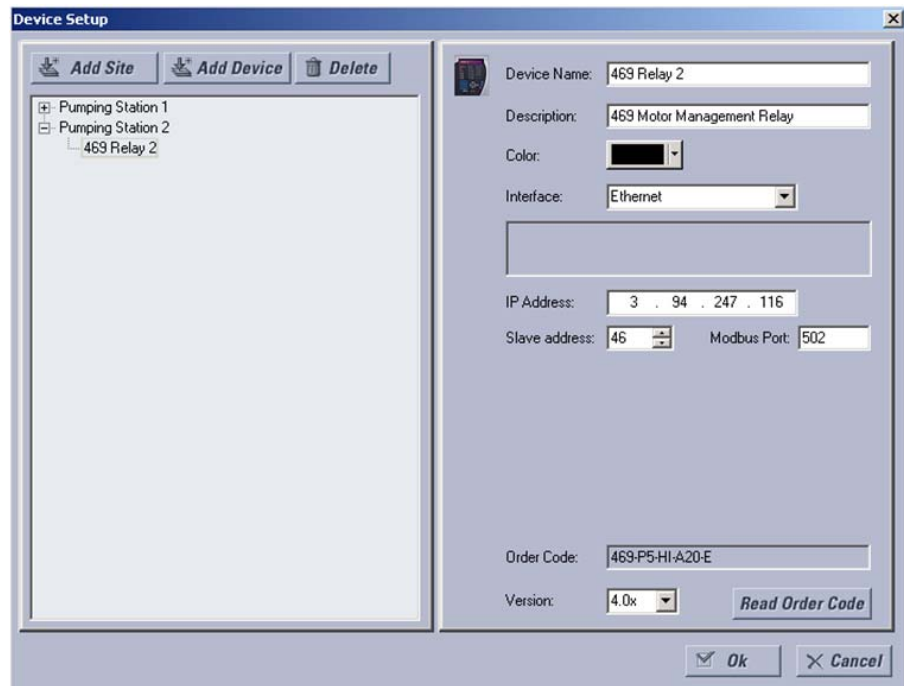 Device Setup
Add Site Add Device Delete
Pumping Station 1
Pumping Station 2
469 Relay 2
Device Name: 469 Relay 2
Description: 469 Motor Management Relay
Color:
Interface: Ethernet
IP Address: 3 . 94 . 247 . 116
Slave address: 46 Modbus Port: 502
Order Code: 469-P5-HI-A20-E
Version: 4.0x Read Order Code
Ok Cancel